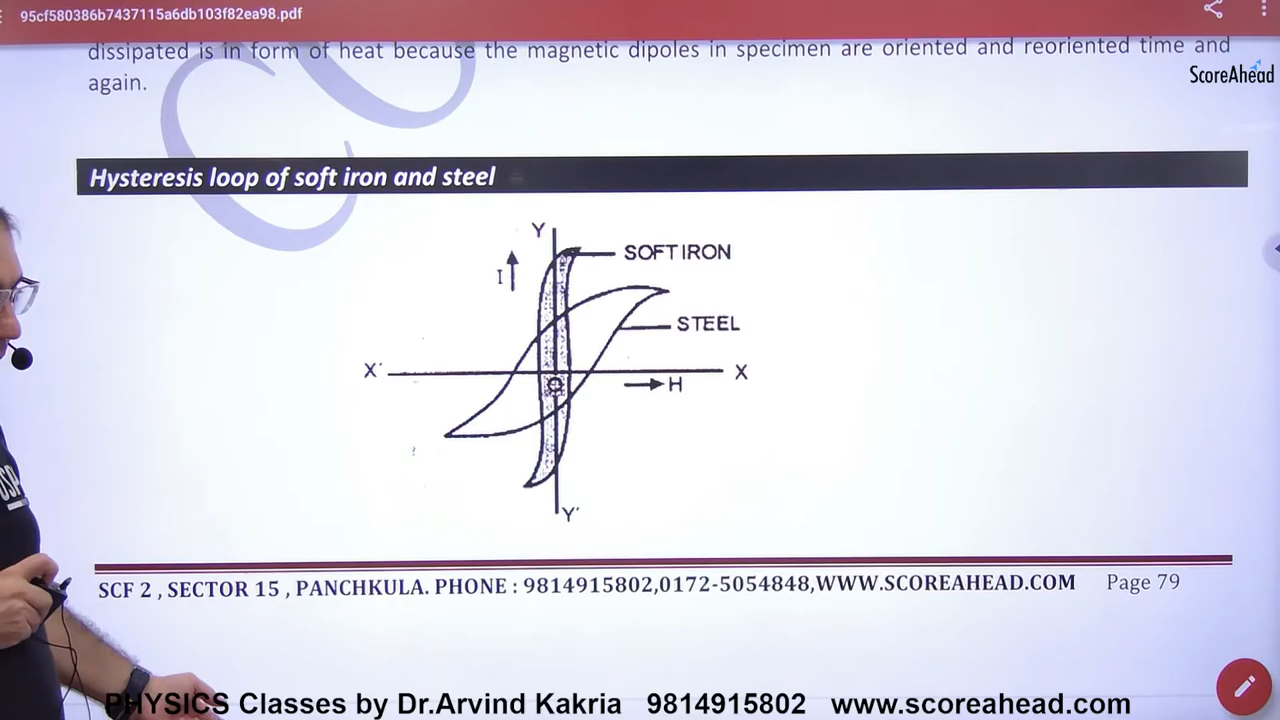 95cf580386b7437115a6db103f82ea98.pdf
dissipated is in form of heat because the magnetic dipoles in specimen are oriented and reoriented time and
again.
ScoreAhead
Hysteresis loop of soft iron and steel
Y
I
SOFT IRON
STEEL
X'
O
X
H
Y'
SCF 2 , SECTOR 15 , PANCHKULA. PHONE : 9814915802,0172-5054848,WWW.SCOREAHEAD.COM Page 79
PHYSICS Classes by Dr.Arvind Kakria 9814915802 www.scoreahead.com